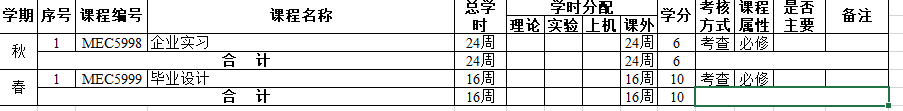 学期 序号 课程编号 课程名称 总学时 学时分配 学分 考核方式 课程属性 是否主要 备注
理论 实验 上机 课外
秋 1 MEC5998 企业实习 24周 24周 6 考查 必修
合 计 24周 24周 6
春 1 MEC5999 毕业设计 16周 16周 10 考查 必修
合 计 16周 16周 10